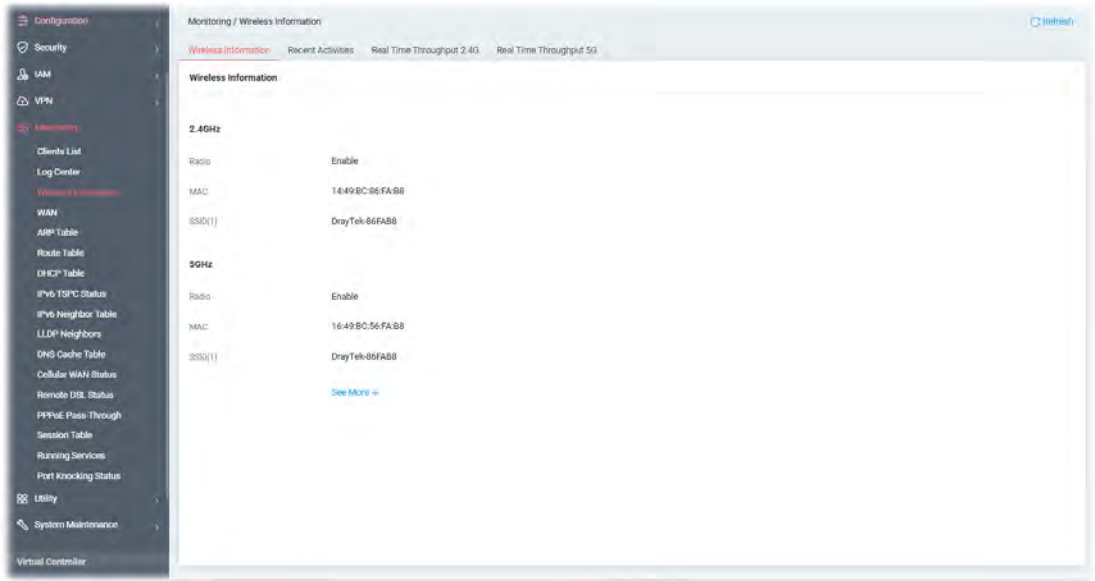 Configuration
Security
IAM
VPN
Monitoring
Clients List
Log Center
Wireless Information
WAN
ARP Table
Route Table
DHCP Table
IPv6 TSPC Status
IPv6 Neighbor Table
LLDP Neighbors
DNS Cache Table
Cellular WAN Status
Remote DSL Status
PPPoE Pass-Through
Session Table
Running Services
Port Knocking Status
Utility
System Maintenance
Virtual Controller
Monitoring / Wireless Information
Refresh
Wireless Information Recent Activities Real Time Throughput 2.4G Real Time Throughput 5G
Wireless Information
2.4GHz
Radio Enable
MAC 14:49:BC:86:FA:B8
SSID(1) DrayTek-86FAB8
5GHz
Radio Enable
MAC 16:49:BC:56:FA:B8
SSID(1) DrayTek-86FAB8
See More +